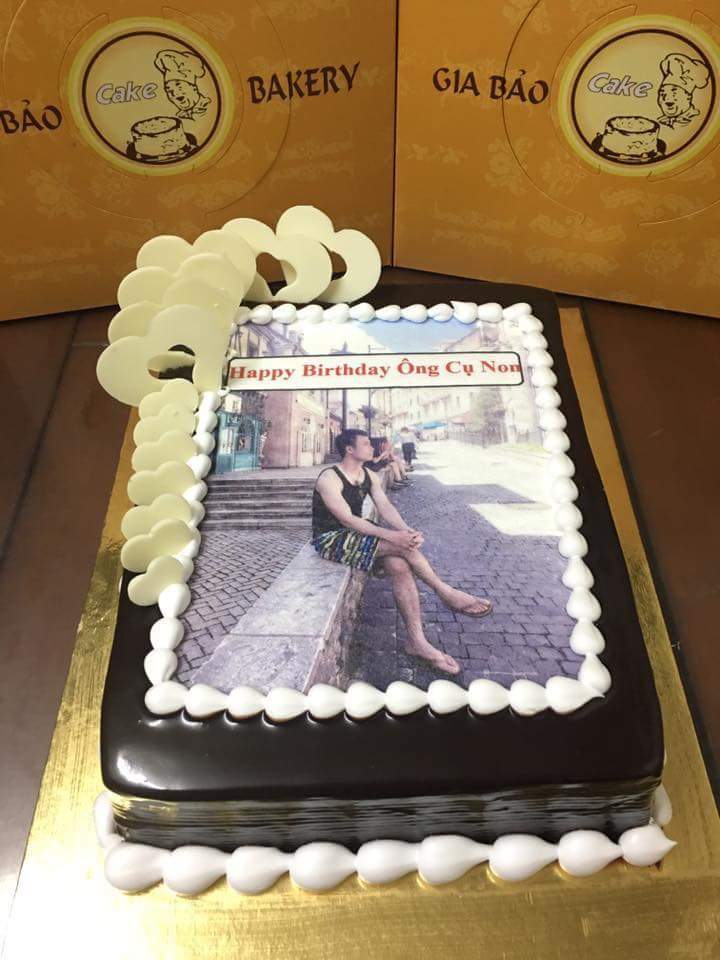 BẢO
Cake
BAKERY
GIA BẢO
Cake
Happy Birthday Ông Cụ Non